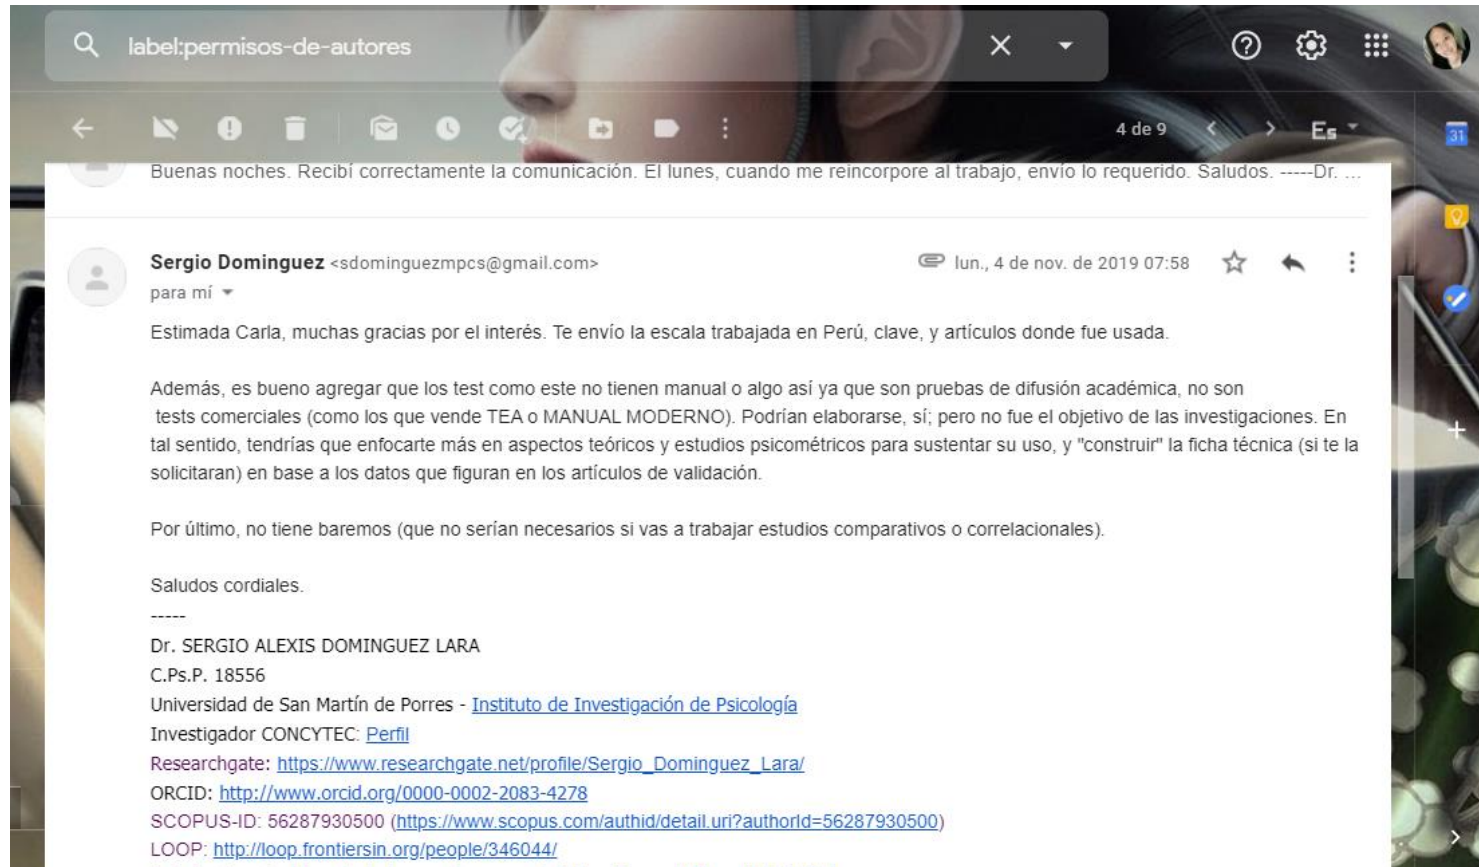 label:permisos-de-autores
4 de 9
Es
31
Buenas noches. Recibí correctamente la comunicación. El lunes, cuando me reincorpore al trabajo, envío lo requerido. Saludos. -----Dr. ...
Sergio Dominguez <sdominguezmpcs@gmail.com>
lun., 4 de nov. de 2019 07:58
para mí
Estimada Carla, muchas gracias por el interés. Te envío la escala trabajada en Perú, clave, y artículos donde fue usada.
Además, es bueno agregar que los test como este no tienen manual o algo así ya que son pruebas de difusión académica, no son
tests comerciales (como los que vende TEA o MANUAL MODERNO). Podrían elaborarse, sí; pero no fue el objetivo de las investigaciones. En
tal sentido, tendrías que enfocarte más en aspectos teóricos y estudios psicométricos para sustentar su uso, y "construir" la ficha técnica (si te la
solicitaran) en base a los datos que figuran en los artículos de validación.
Por último, no tiene baremos (que no serían necesarios si vas a trabajar estudios comparativos o correlacionales).
Saludos cordiales.
-----
Dr. SERGIO ALEXIS DOMINGUEZ LARA
C.Ps.P. 18556
Universidad de San Martín de Porres - Instituto de Investigación de Psicología
Investigador CONCYTEC: Perfil
Researchgate: https://www.researchgate.net/profile/Sergio_Dominguez_Lara/
ORCID: http://www.orcid.org/0000-0002-2083-4278
SCOPUS-ID: 56287930500 (https://www.scopus.com/authid/detail.uri?authorId=56287930500)
LOOP: http://loop.frontiersin.org/people/346044/